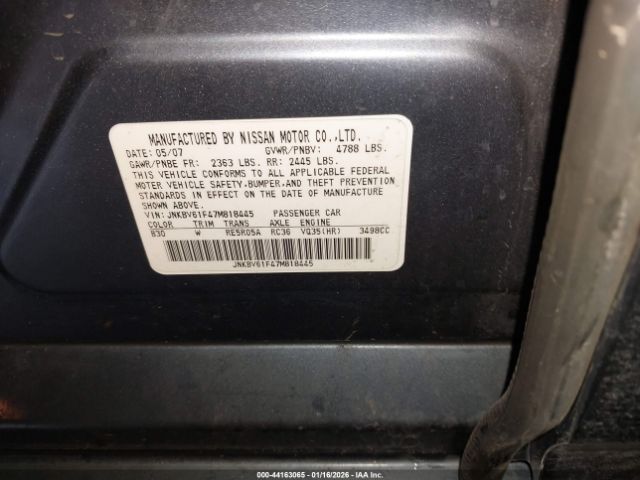 MANUFACTURED BY NISSAN MOTOR CO.,LTD.
DATE: 05/07 GVWR/PNBV: 4788 LBS.
GAWR/PNBE FR: 2363 LBS. RR: 2445 LBS.
THIS VEHICLE CONFORMS TO ALL APPLICABLE FEDERAL
MOTOR VEHICLE SAFETY,BUMPER,AND THEFT PREVENTION
STANDARDS IN EFFECT ON THE DATE OF MANUFACTURE
SHOWN ABOVE.
VIN: JNKBV61F47M818445 PASSENGER CAR
COLOR TRIM TRANS AXLE ENGINE
B30 W RE5R05A RC36 VQ35(HR) 3498CC
JNKBV61F47M818445
000-44163065 | 01/16/2026 | IAA Inc.